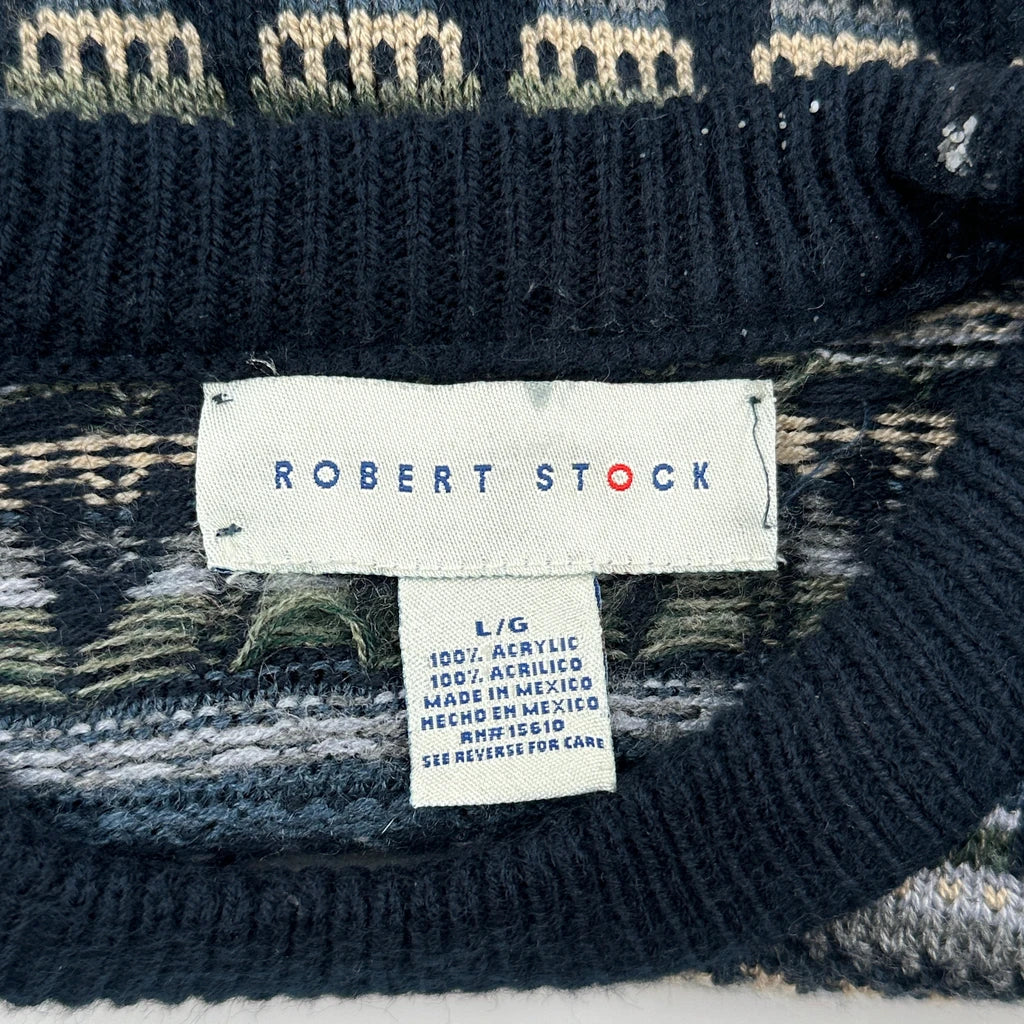 ROBERT STOCK
L/G
100% ACRYLIC
100% ACRILICO
MADE IN MEXICO
HECHO EN MEXICO
RN# 15610
SEE REVERSE FOR CARE